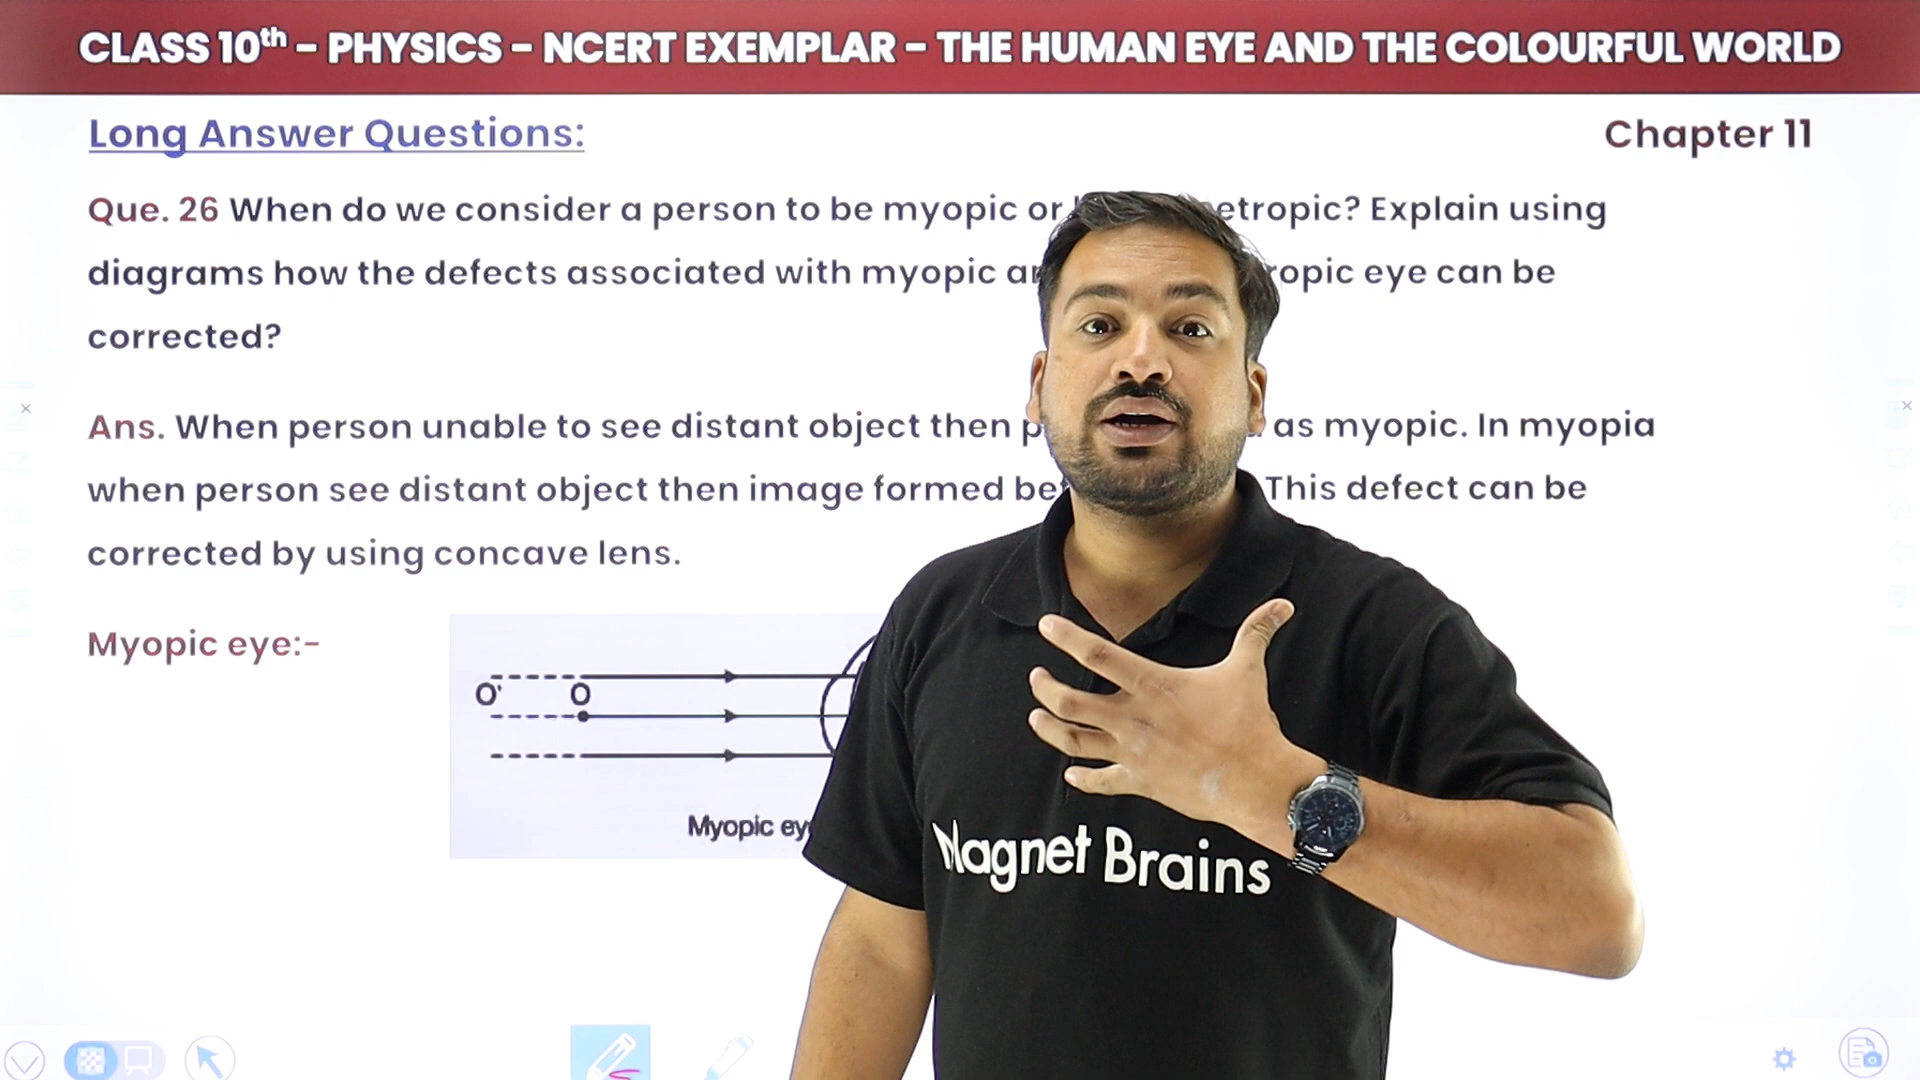 CLASS 10th – PHYSICS – NCERT EXEMPLAR – THE HUMAN EYE AND THE COLOURFUL WORLD
Long Answer Questions:
Chapter 11
Que. 26 When do we consider a person to be myopic or etropic? Explain using
diagrams how the defects associated with myopic ropic eye can be
corrected?
Ans. When person unable to see distant object then as myopic. In myopia
when person see distant object then image formed This defect can be
corrected by using concave lens.
Myopic eye:-
O' O
Myopic
Magnet Brains